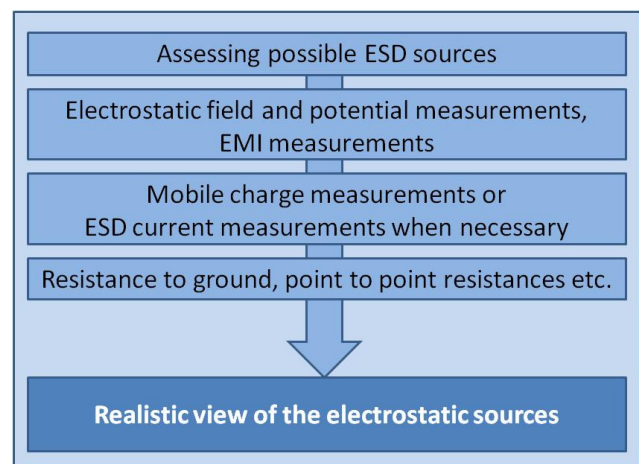 Assessing possible ESD sources
Electrostatic field and potential measurements,
EMI measurements
Mobile charge measurements or
ESD current measurements when necessary
Resistance to ground, point to point resistances etc.
Realistic view of the electrostatic sources